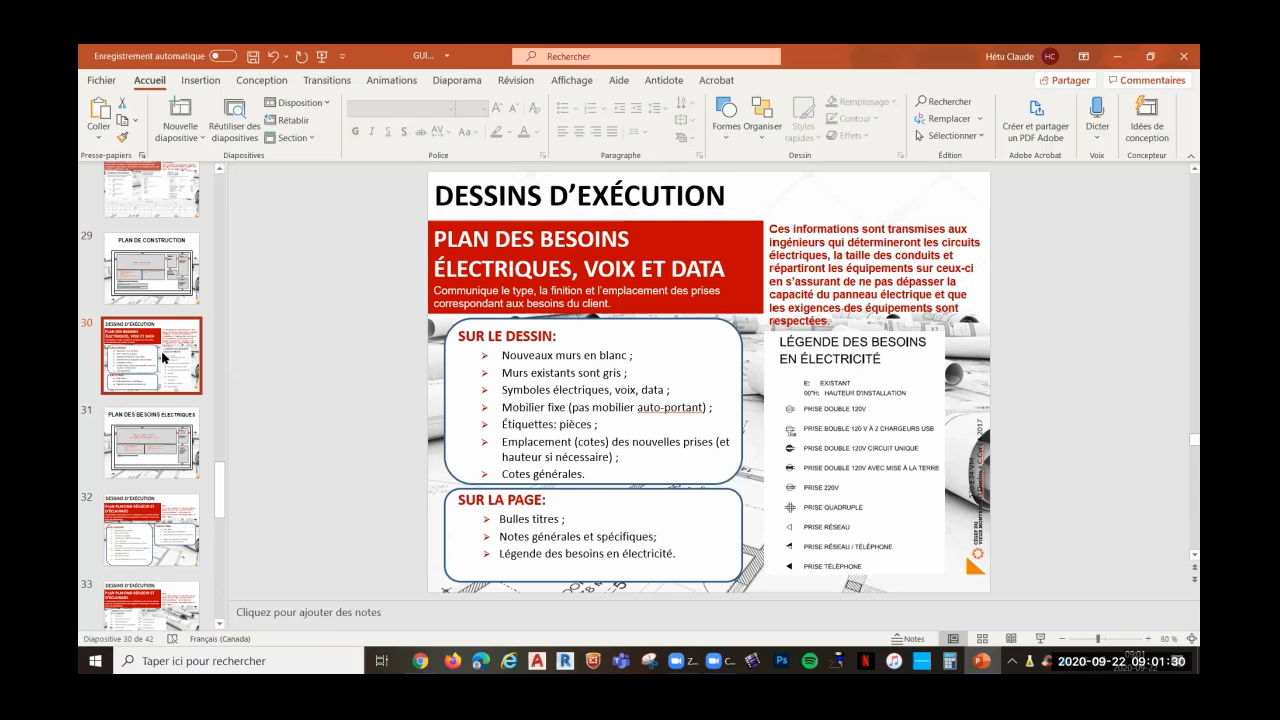 Enregistrement automatique
GUI...
Rechercher
Hétu Claude
HC
Fichier
Accueil
Insertion
Conception
Transitions
Animations
Diaporama
Révision
Affichage
Aide
Antidote
Acrobat
Partager
Commentaires
Coller
Nouvelle diapositive
Réutiliser des diapositives
Disposition
Rétablir
Section
Formes
Organiser
Styles rapides
Remplissage
Contour
Effets
Rechercher
Remplacer
Sélectionner
Créer et partager un PDF Adobe
Dicter
Idées de conception
Presse-papiers
Diapositives
Police
Paragraphe
Dessin
Édition
Adobe Acrobat
Voix
Concepteur
29
PLAN DE CONSTRUCTION
30
DESSINS D'EXÉCUTION
31
PLAN DES BESOINS ELECTRIQUES
32
DESSINS D'EXÉCUTION
33
DESSINS D'EXÉCUTION
DESSINS D'EXÉCUTION
PLAN DES BESOINS
ÉLECTRIQUES, VOIX ET DATA
Communique le type, la finition et l'emplacement des prises
correspondant aux besoins du client.
Ces informations sont transmises aux
ingénieurs qui détermineront les circuits
électriques, la taille des conduits et
répartiront les équipements sur ceux-ci
en s'assurant de ne pas dépasser la
capacité du panneau électrique et que
les exigences des équipements sont
respectées.
SUR LE DESSIN:
Nouveaux murs en blanc ;
Murs existants sont gris ;
Symboles électriques, voix, data ;
Mobilier fixe (pas mobilier auto-portant) ;
Étiquettes: pièces ;
Emplacement (cotes) des nouvelles prises (et
hauteur si nécessaire) ;
Cotes générales.
SUR LA PAGE:
Bulles titres ;
Notes générales et spécifiques;
Légende des besoins en électricité.
LÉGENDE DES BESOINS
EN ÉLECTRICITÉ
E: EXISTANT
00"H; HAUTEUR D'INSTALLATION
PRISE DOUBLE 120V
PRISE BOUBLE 120 V À 2 CHARGEURS USB
USB
PRISE DOUBLE 120V CIRCUIT UNIQUE
PRISE DOUBLE 120V AVEC MISE À LA TERRE
PRISE 220V
PRISE QUADRUPLE
PRISE RÉSEAU
PRISE RÉSEAU / TÉLÉPHONE
PRISE TÉLÉPHONE
Cliquez pour ajouter des notes
Diapositive 30 de 42
Français (Canada)
Notes
80 %
Taper ici pour rechercher
Z...
C...
2020-09-22 09:01:30